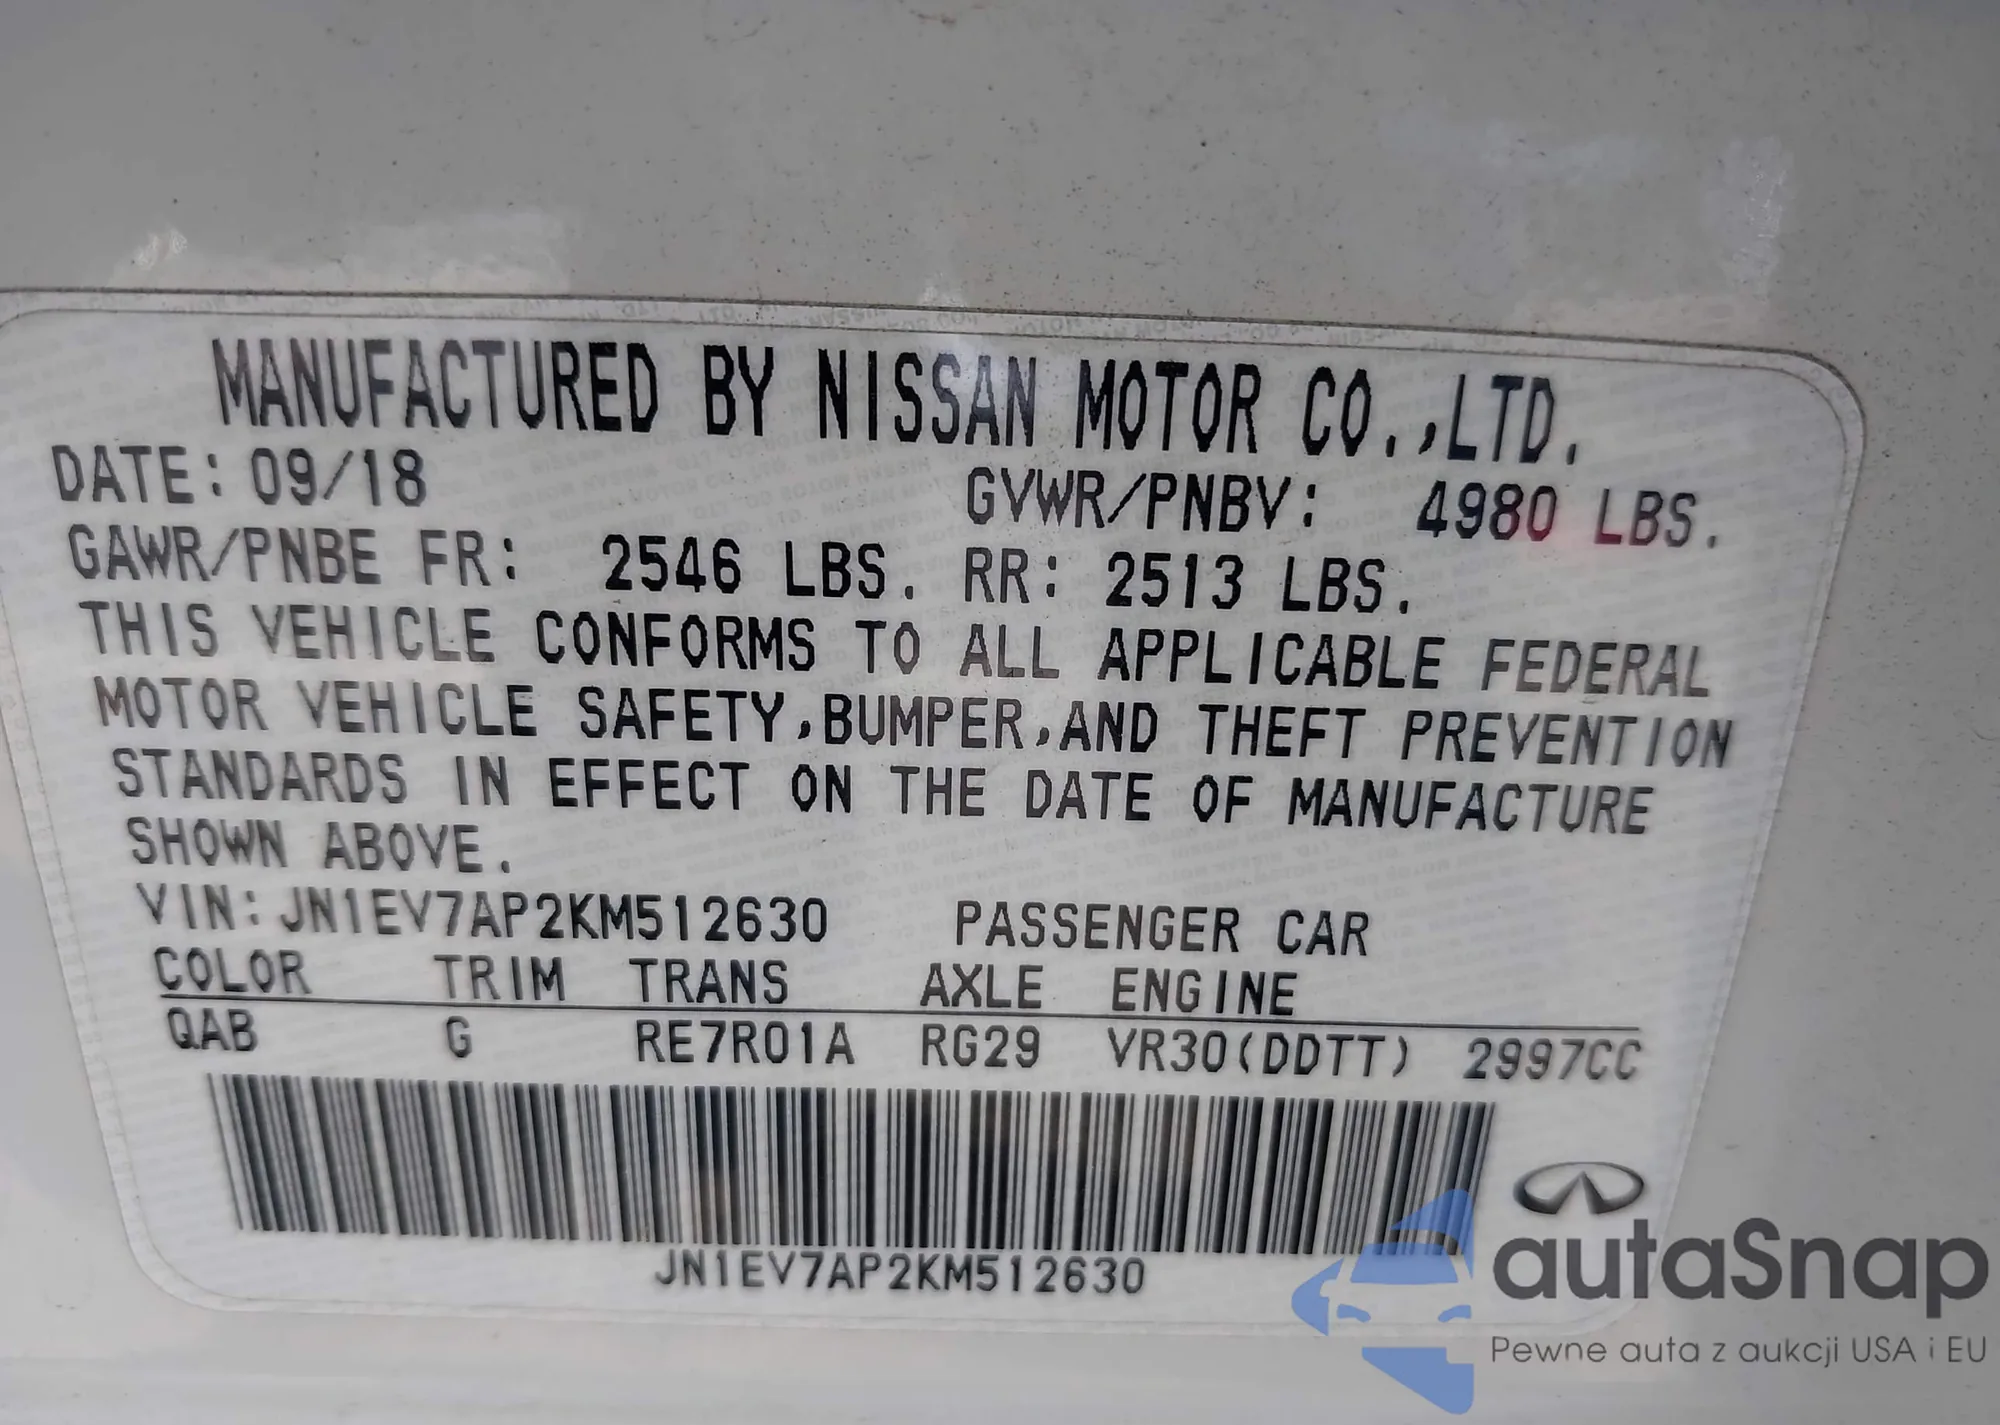 MANUFACTURED BY NISSAN MOTOR CO.,LTD.
DATE: 09/18 GVWR/PNBV: 4980 LBS.
GAWR/PNBE FR: 2546 LBS. RR: 2513 LBS.
THIS VEHICLE CONFORMS TO ALL APPLICABLE FEDERAL
MOTOR VEHICLE SAFETY,BUMPER,AND THEFT PREVENTION
STANDARDS IN EFFECT ON THE DATE OF MANUFACTURE
SHOWN ABOVE.
VIN: JN1EV7AP2KM512630 PASSENGER CAR
COLOR TRIM TRANS AXLE ENGINE
QAB G RE7R01A RG29 VR30(DDTT) 2997CC
JN1EV7AP2KM512630
autaSnap
Pewne auta z aukcji USA i EU